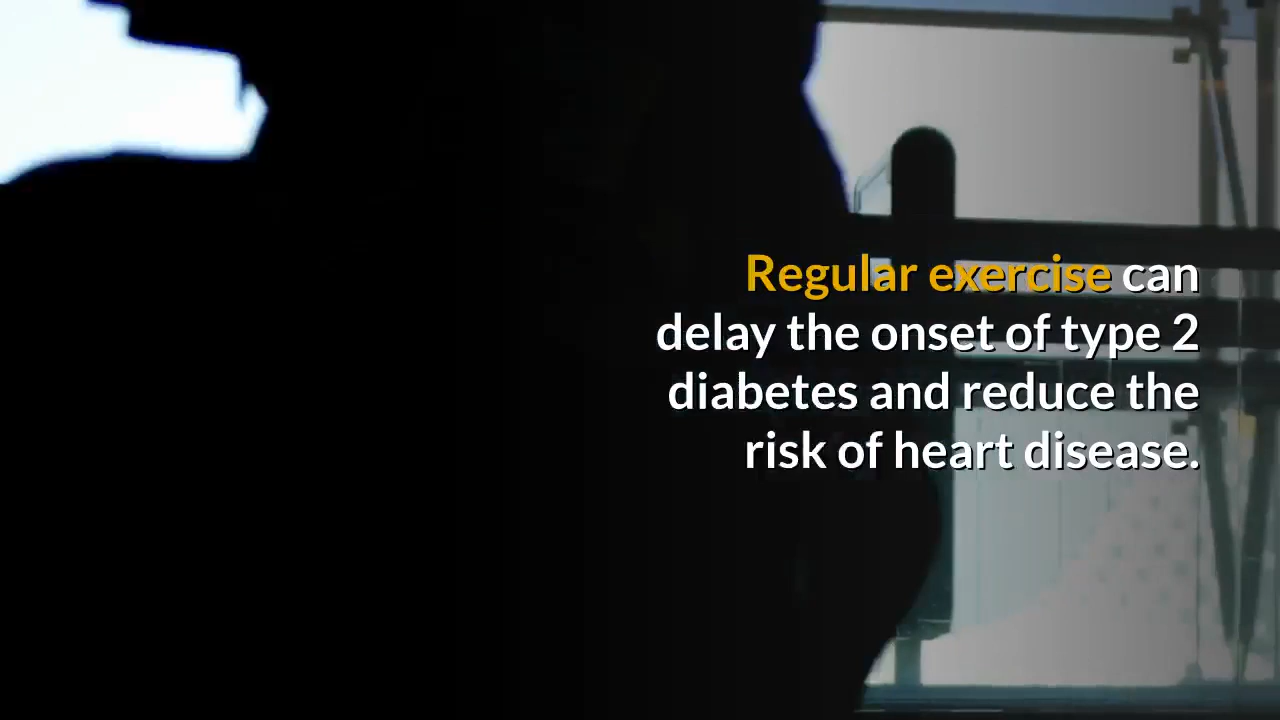 Regular exercise can
delay the onset of type 2
diabetes and reduce the
risk of heart disease.